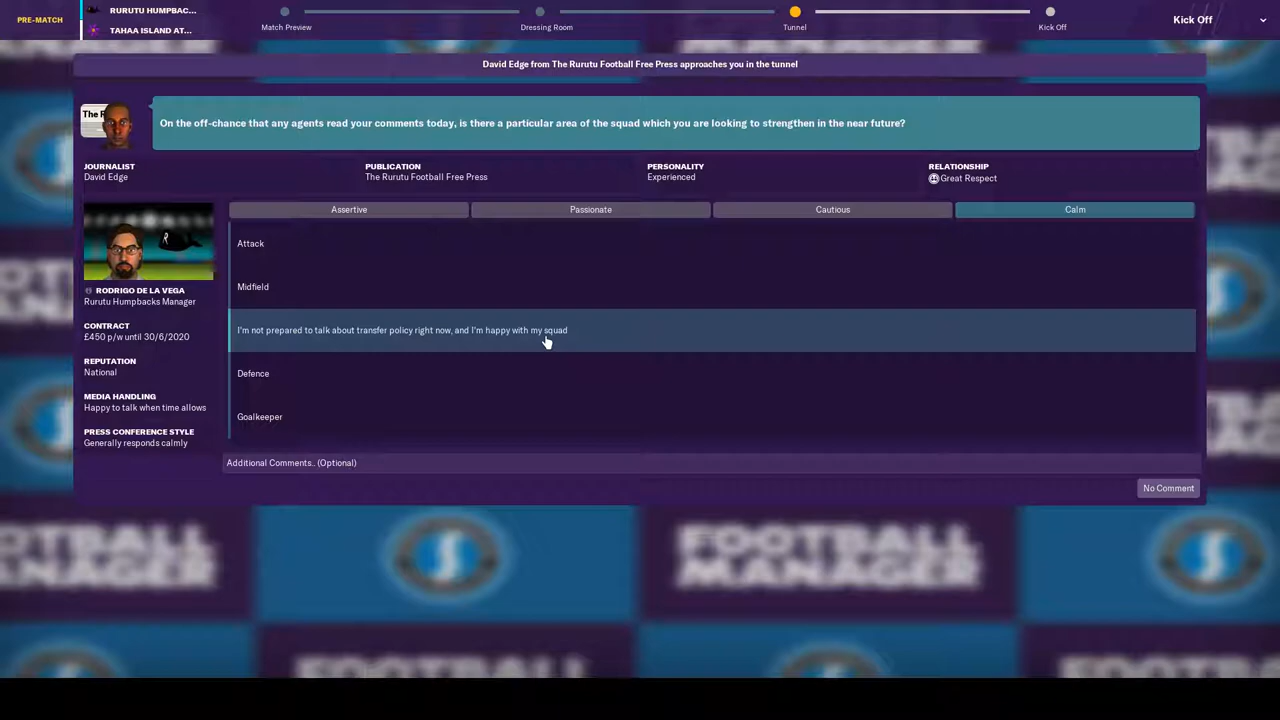 PRE-MATCH
RURUTU HUMPBAC...
TAHAA ISLAND AT...
Match Preview
Dressing Room
Tunnel
Kick Off
Kick Off
David Edge from The Rurutu Football Free Press approaches you in the tunnel
The R
On the off-chance that any agents read your comments today, is there a particular area of the squad which you are looking to strengthen in the near future?
JOURNALIST
David Edge
PUBLICATION
The Rurutu Football Free Press
PERSONALITY
Experienced
RELATIONSHIP
Great Respect
Assertive
Passionate
Cautious
Calm
R
Attack
Midfield
I'm not prepared to talk about transfer policy right now, and I'm happy with my squad
Defence
Goalkeeper
RODRIGO DE LA VEGA
Rurutu Humpbacks Manager
CONTRACT
£450 p/w until 30/6/2020
REPUTATION
National
MEDIA HANDLING
Happy to talk when time allows
PRESS CONFERENCE STYLE
Generally responds calmly
Additional Comments.. (Optional)
No Comment
FOOTBALL
MANAGER